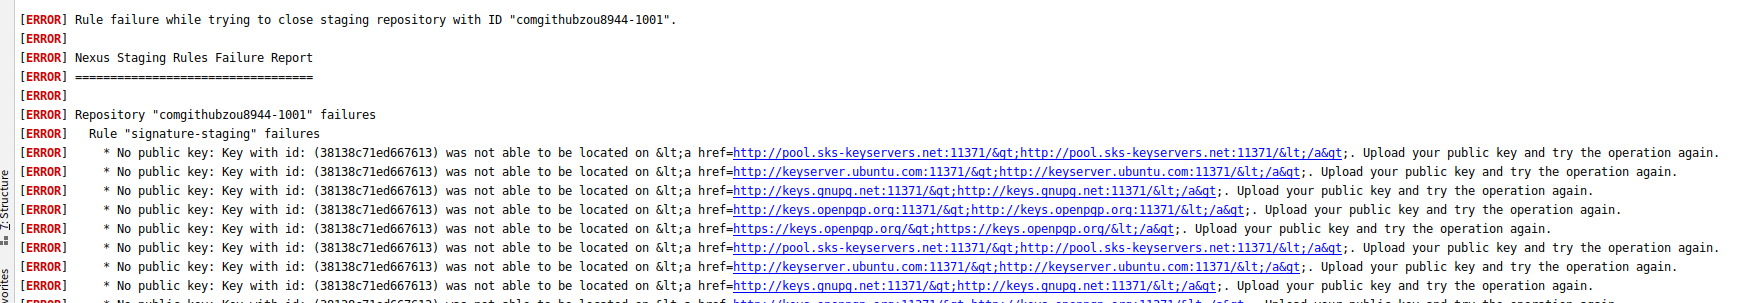 [ERROR] Rule failure while trying to close staging repository with ID "comgithubzou8944-1001".
[ERROR]
[ERROR] Nexus Staging Rules Failure Report
[ERROR] ==================================
[ERROR]
[ERROR] Repository "comgithubzou8944-1001" failures
[ERROR]   Rule "signature-staging" failures
[ERROR]     * No public key: Key with id: (38138c71ed667613) was not able to be located on &lt;a href=http://pool.sks-keyservers.net:11371/&gt;http://pool.sks-keyservers.net:11371/&lt;/a&gt;. Upload your public key and try the operation again.
[ERROR]     * No public key: Key with id: (38138c71ed667613) was not able to be located on &lt;a href=http://keyserver.ubuntu.com:11371/&gt;http://keyserver.ubuntu.com:11371/&lt;/a&gt;. Upload your public key and try the operation again.
[ERROR]     * No public key: Key with id: (38138c71ed667613) was not able to be located on &lt;a href=http://keys.gnupg.net:11371/&gt;http://keys.gnupg.net:11371/&lt;/a&gt;. Upload your public key and try the operation again.
[ERROR]     * No public key: Key with id: (38138c71ed667613) was not able to be located on &lt;a href=http://keys.openpgp.org:11371/&gt;http://keys.openpgp.org:11371/&lt;/a&gt;. Upload your public key and try the operation again.
[ERROR]     * No public key: Key with id: (38138c71ed667613) was not able to be located on &lt;a href=https://keys.openpgp.org/&gt;https://keys.openpgp.org/&lt;/a&gt;. Upload your public key and try the operation again.
[ERROR]     * No public key: Key with id: (38138c71ed667613) was not able to be located on &lt;a href=http://pool.sks-keyservers.net:11371/&gt;http://pool.sks-keyservers.net:11371/&lt;/a&gt;. Upload your public key and try the operation again.
[ERROR]     * No public key: Key with id: (38138c71ed667613) was not able to be located on &lt;a href=http://keyserver.ubuntu.com:11371/&gt;http://keyserver.ubuntu.com:11371/&lt;/a&gt;. Upload your public key and try the operation again.
[ERROR]     * No public key: Key with id: (38138c71ed667613) was not able to be located on &lt;a href=http://keys.gnupg.net:11371/&gt;http://keys.gnupg.net:11371/&lt;/a&gt;. Upload your public key and try the operation again.
7: Structure